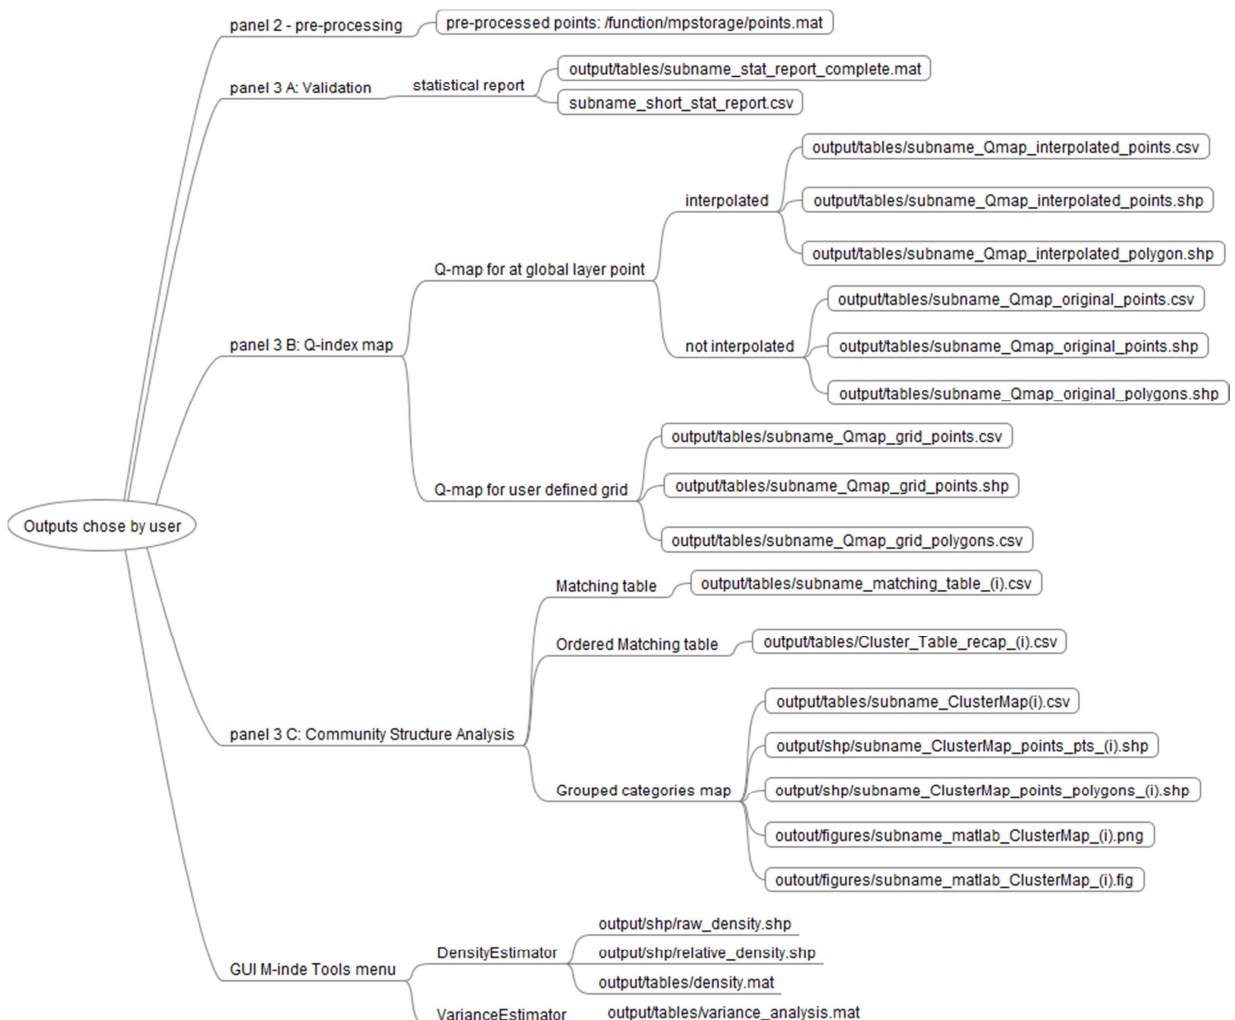 panel 2 - pre-processing
pre-processed points: /function/mpstorage/points.mat
panel 3 A: Validation
statistical report
output/tables/subname_stat_report_complete.mat
subname_short_stat_report.csv
panel 3 B: Q-index map
Q-map for at global layer point
interpolated
output/tables/subname_Qmap_interpolated_points.csv
output/tables/subname_Qmap_interpolated_points.shp
output/tables/subname_Qmap_interpolated_polygon.shp
not interpolated
output/tables/subname_Qmap_original_points.csv
output/tables/subname_Qmap_original_points.shp
output/tables/subname_Qmap_original_polygons.shp
Q-map for user defined grid
output/tables/subname_Qmap_grid_points.csv
output/tables/subname_Qmap_grid_points.shp
output/tables/subname_Qmap_grid_polygons.csv
Outputs chose by user
panel 3 C: Community Structure Analysis
Matching table
output/tables/subname_matching_table_(i).csv
Ordered Matching table
output/tables/Cluster_Table_recap_(i).csv
Grouped categories map
output/tables/subname_ClusterMap(i).csv
output/shp/subname_ClusterMap_points_pts_(i).shp
output/shp/subname_ClusterMap_points_polygons_(i).shp
outout/figures/subname_matlab_ClusterMap_(i).png
outout/figures/subname_matlab_ClusterMap_(i).fig
GUI M-inde Tools menu
DensityEstimator
output/shp/raw_density.shp
output/shp/relative_density.shp
output/tables/density.mat
VarianceEstimator
output/tables/variance_analysis.mat